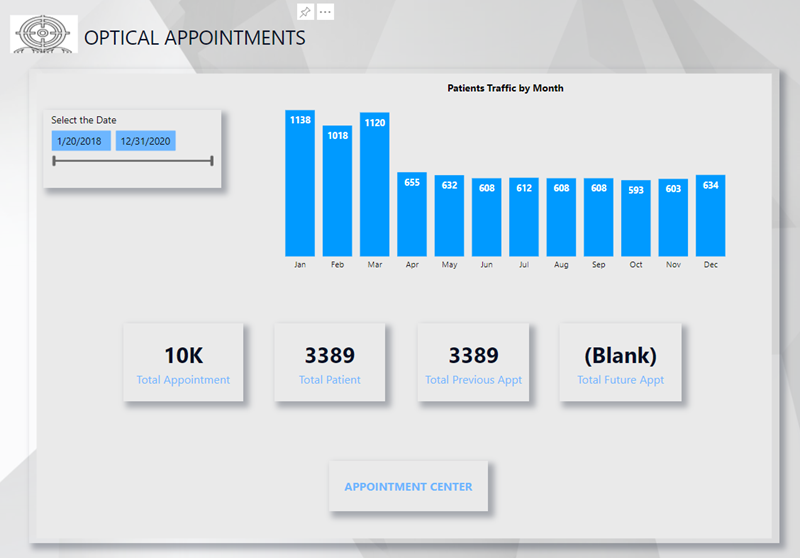 OPTICAL APPOINTMENTS
Patients Traffic by Month
Select the Date
1/20/2018 12/31/2020
1138 1018 1120 655 632 608 612 608 608 593 603 634
Jan Feb Mar Apr May Jun Jul Aug Sep Oct Nov Dec
10K 3389 3389 (Blank)
Total Appointment Total Patient Total Previous Appt Total Future Appt
APPOINTMENT CENTER